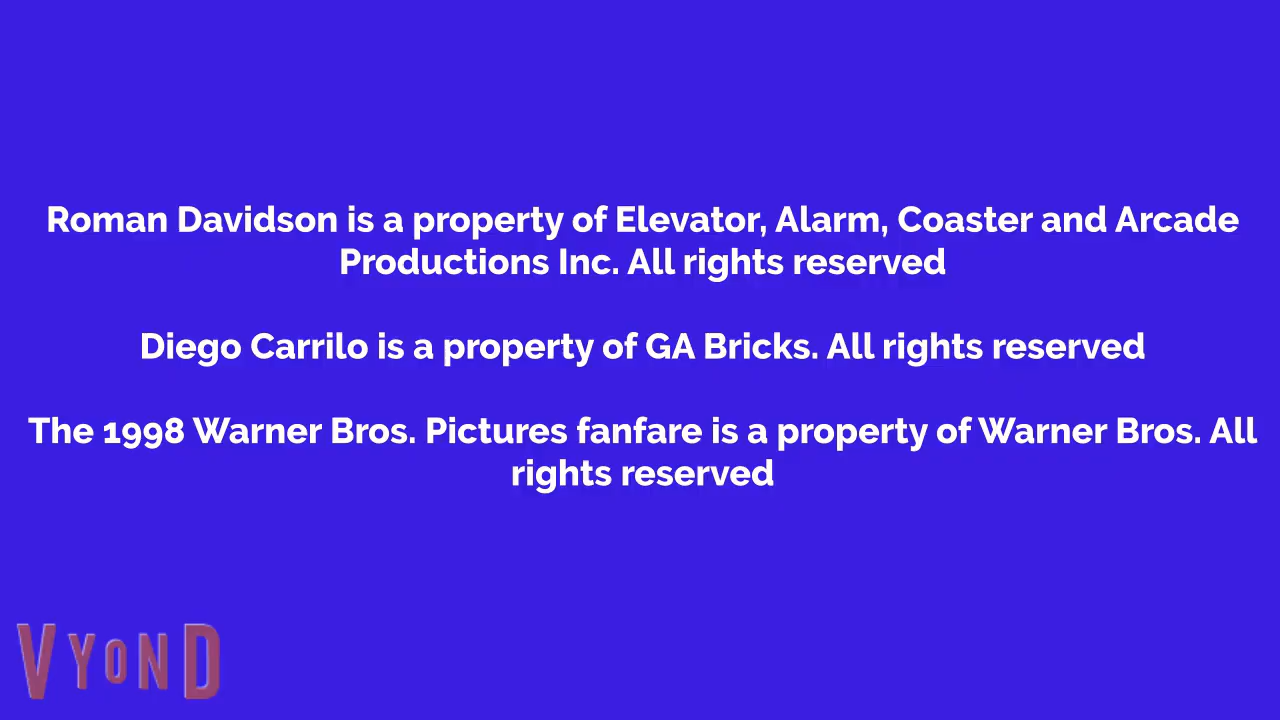 Roman Davidson is a property of Elevator, Alarm, Coaster and Arcade
Productions Inc. All rights reserved
Diego Carrilo is a property of GA Bricks. All rights reserved
The 1998 Warner Bros. Pictures fanfare is a property of Warner Bros. All
rights reserved
VYOND